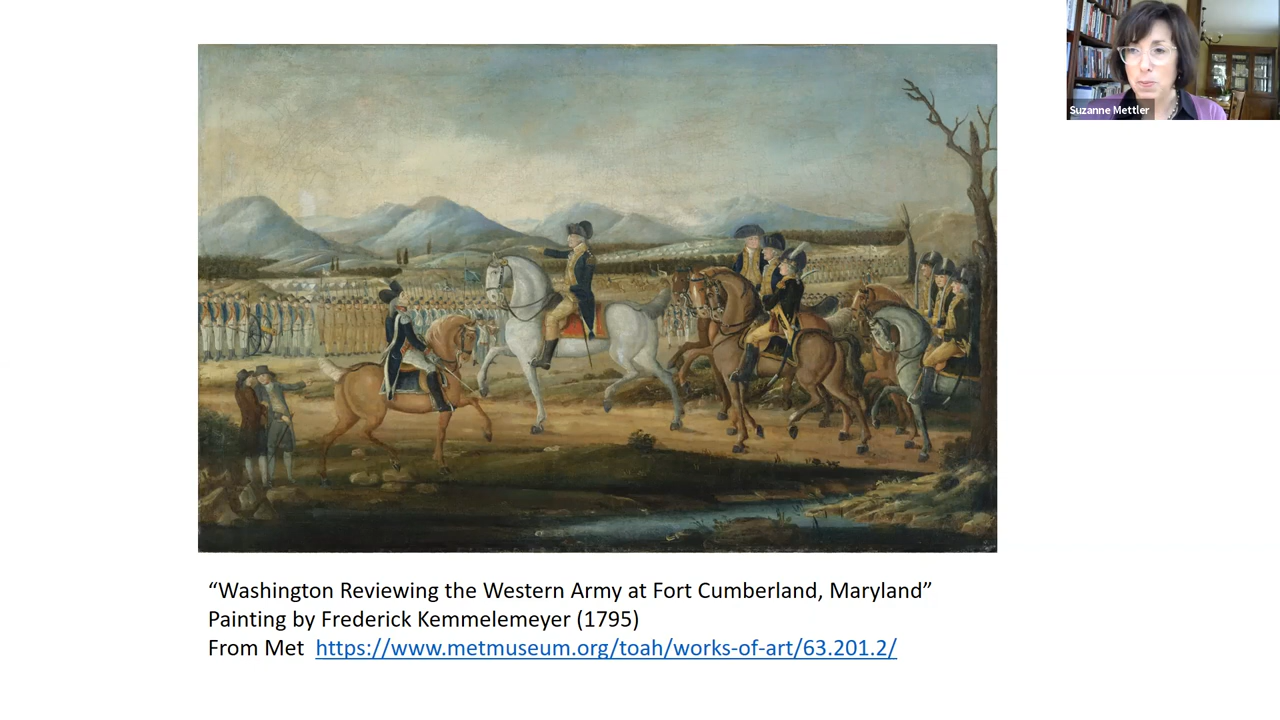 Suzanne Mettler
“Washington Reviewing the Western Army at Fort Cumberland, Maryland”
Painting by Frederick Kemmelemeyer (1795)
From Met https://www.metmuseum.org/toah/works-of-art/63.201.2/